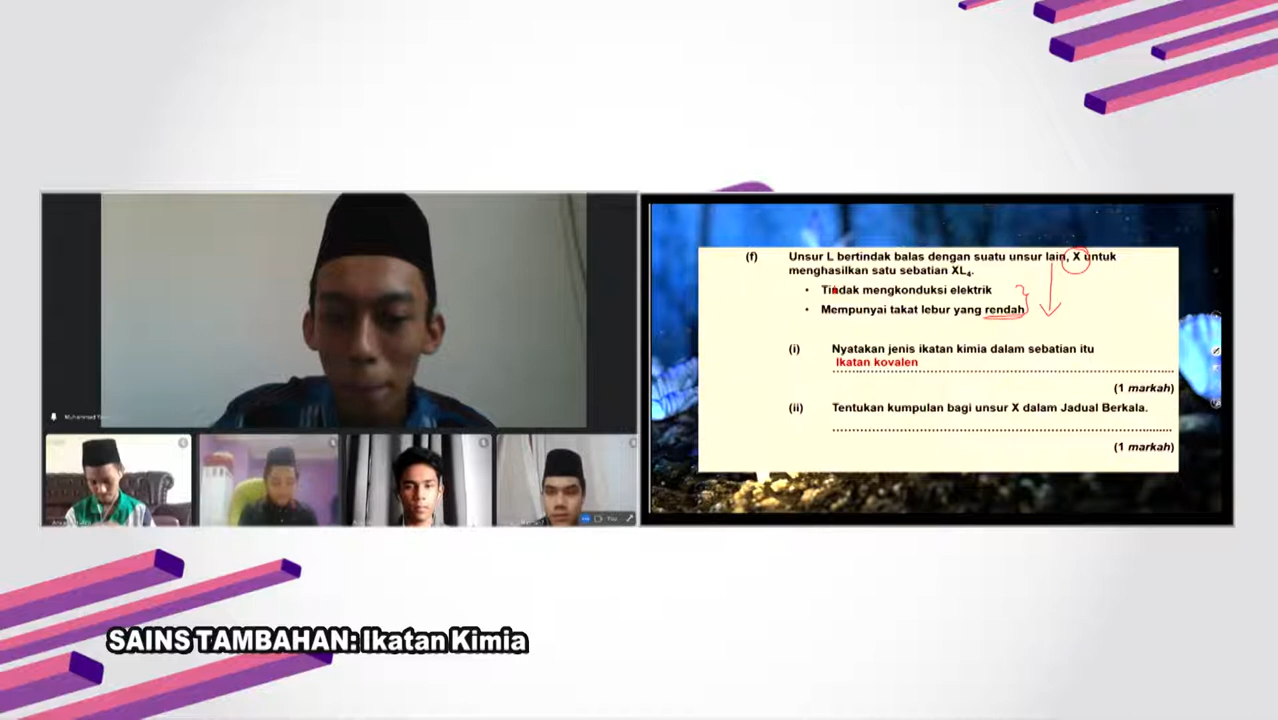 (f) Unsur L bertindak balas dengan suatu unsur lain, X untuk
menghasilkan satu sebatian XL₄.
• Tidak mengkonduksi elektrik
• Mempunyai takat lebur yang rendah
(i) Nyatakan jenis ikatan kimia dalam sebatian itu
Ikatan kovalen
(1 markah)
(ii) Tentukan kumpulan bagi unsur X dalam Jadual Berkala.
(1 markah)
Muhammad
You
SAINS TAMBAHAN: Ikatan Kimia